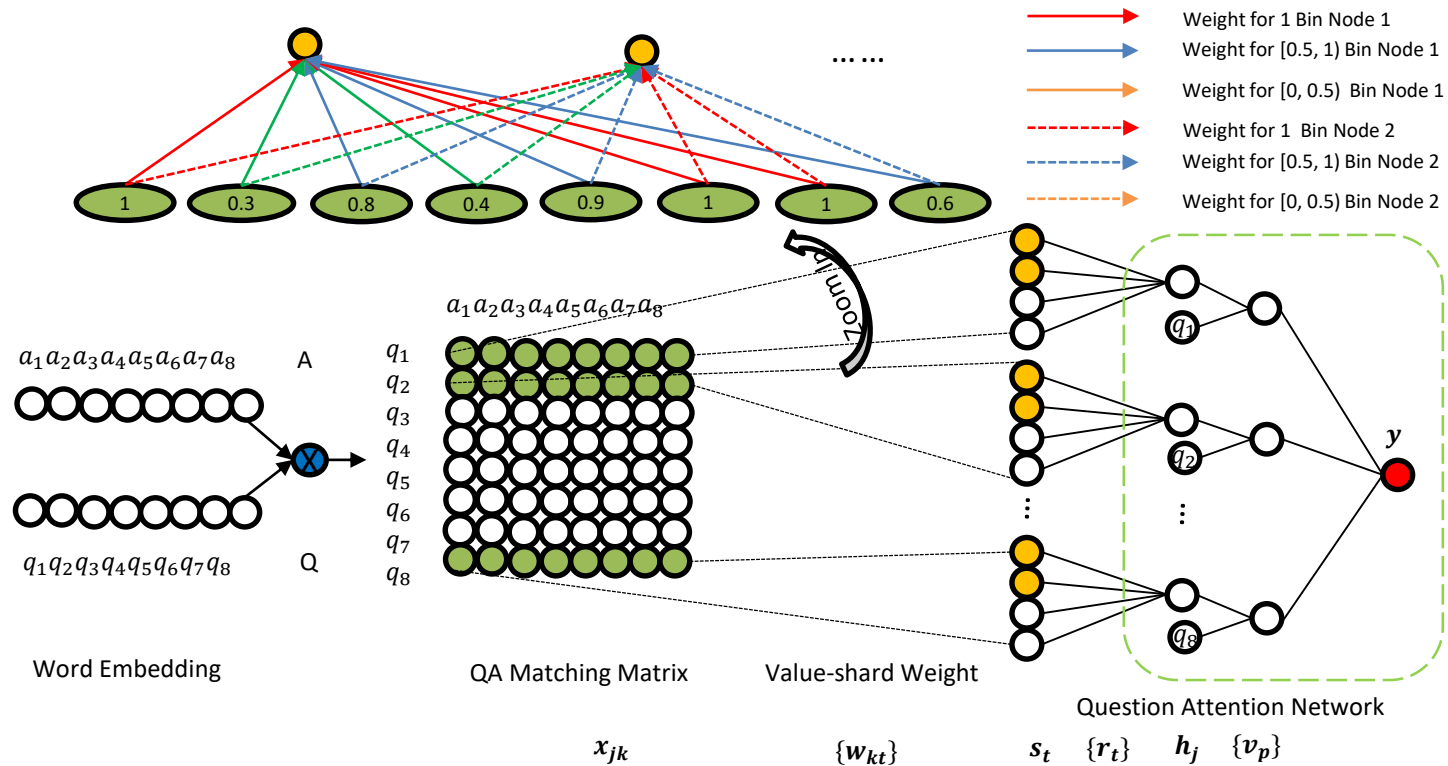 Weight for 1 Bin Node 1
Weight for [0.5, 1) Bin Node 1
Weight for [0, 0.5) Bin Node 1
Weight for 1 Bin Node 2
Weight for [0.5, 1) Bin Node 2
Weight for [0, 0.5) Bin Node 2
... ...
1 0.3 0.8 0.4 0.9 1 1 0.6
Zoom In
a₁a₂a₃a₄a₅a₆a₇a₈ A
X
q₁q₂q₃q₄q₅q₆q₇q₈ Q
a₁a₂a₃a₄a₅a₆a₇a₈
q₁
q₂
q₃
q₄
q₅
q₆
q₇
q₈
q₁
q₂
...
...
q₈
y
Word Embedding
QA Matching Matrix
Value-shard Weight
Question Attention Network
xⱼₖ {wₖₜ} sₜ {rₜ} hⱼ {vₚ}